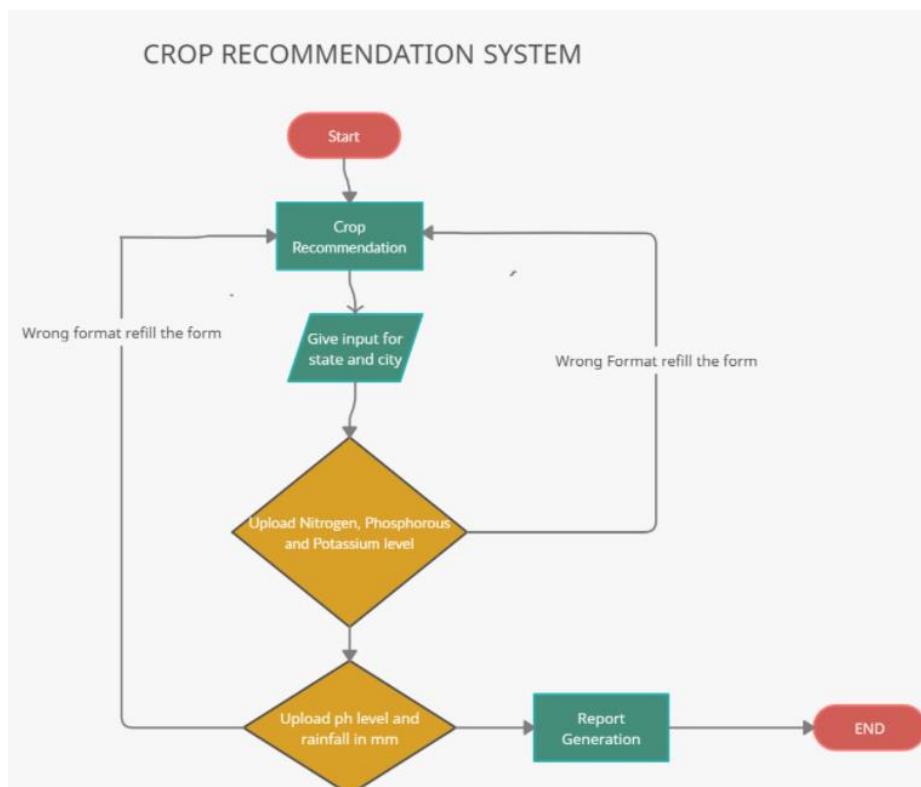 CROP RECOMMENDATION SYSTEM
Start
Crop
Recommendation
Give input for
state and city
Wrong format refill the form
Wrong Format refill the form
Upload Nitrogen, Phosphorous
and Potassium level
Upload ph level and
rainfall in mm
Report
Generation
END